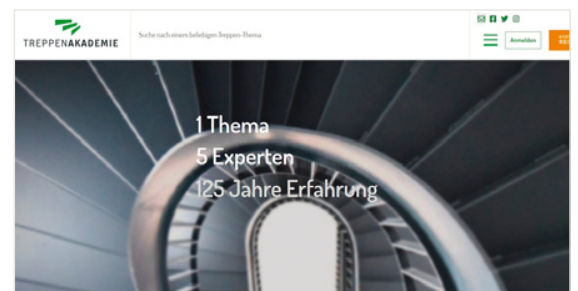 TREPPENAKADEMIE
Suche nach einem beliebigen Treppen-Thema
Anmelden
1 Thema
5 Experten
125 Jahre Erfahrung